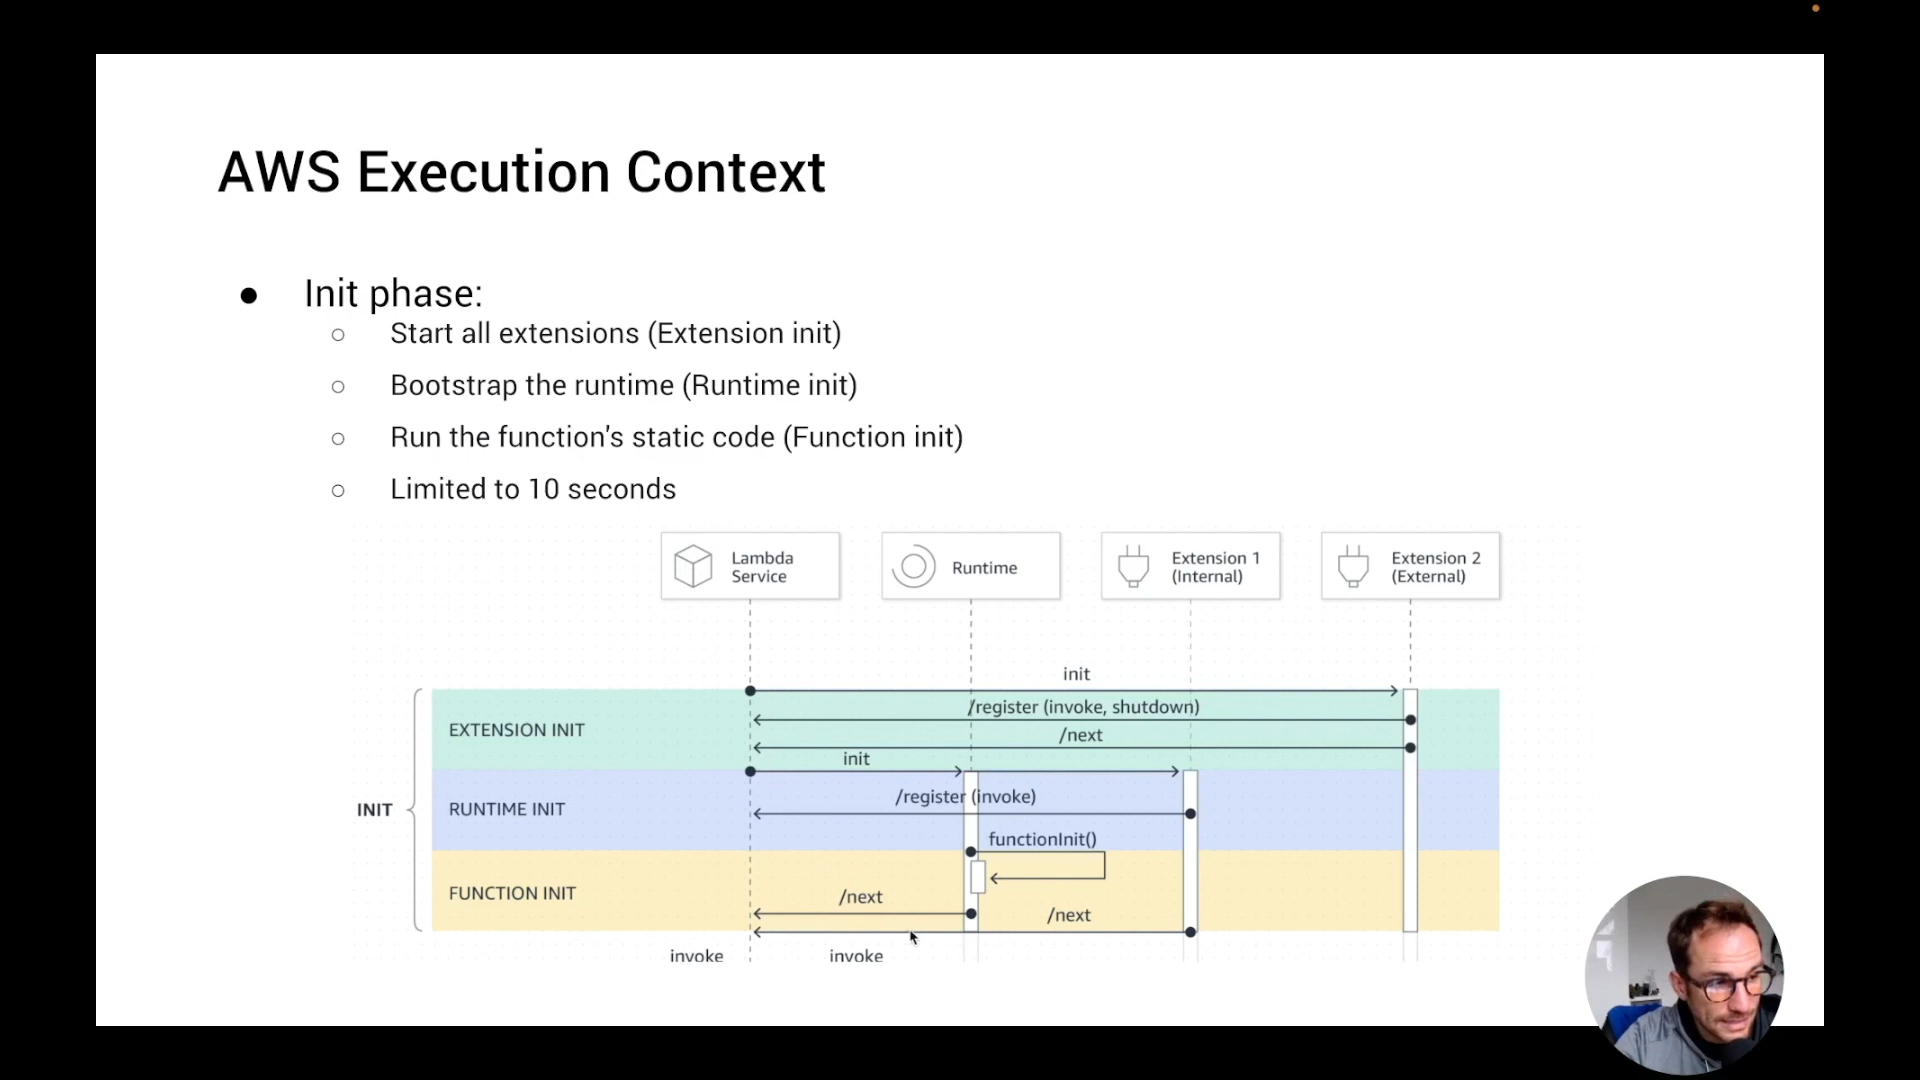 AWS Execution Context
● Init phase:
○ Start all extensions (Extension init)
○ Bootstrap the runtime (Runtime init)
○ Run the function's static code (Function init)
○ Limited to 10 seconds
Lambda
Service
Runtime
Extension 1
(Internal)
Extension 2
(External)
init
/register (invoke, shutdown)
EXTENSION INIT
/next
init
/register (invoke)
INIT
RUNTIME INIT
functionInit()
FUNCTION INIT
/next
/next
invoke
invoke